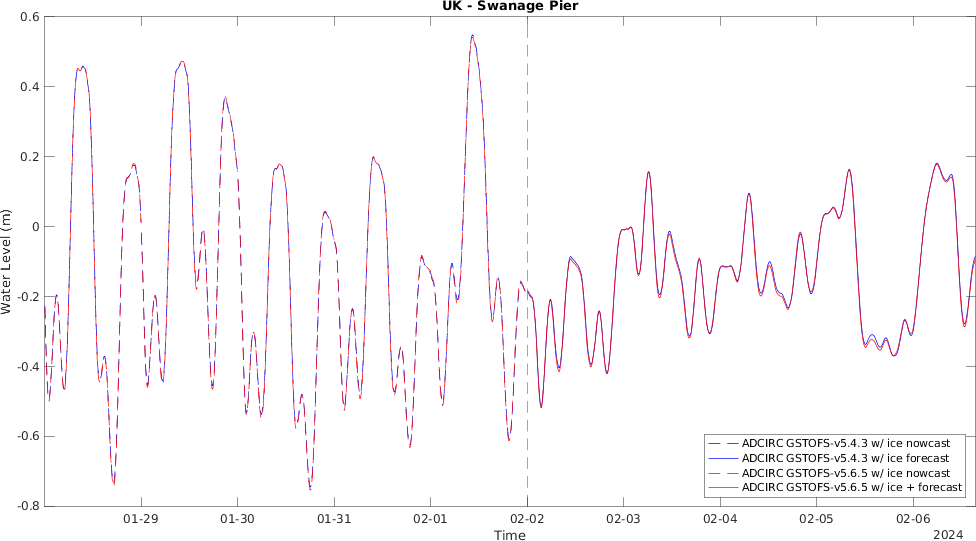 UK - Swanage Pier
0.6
0.4
0.2
0
-0.2
-0.4
-0.6
-0.8
Water Level (m)
ADCIRC GSTOFS-v5.4.3 w/ ice nowcast
ADCIRC GSTOFS-v5.4.3 w/ ice forecast
ADCIRC GSTOFS-v5.6.5 w/ ice nowcast
ADCIRC GSTOFS-v5.6.5 w/ ice + forecast
01-29 01-30 01-31 02-01 02-02 02-03 02-04 02-05 02-06
Time
2024